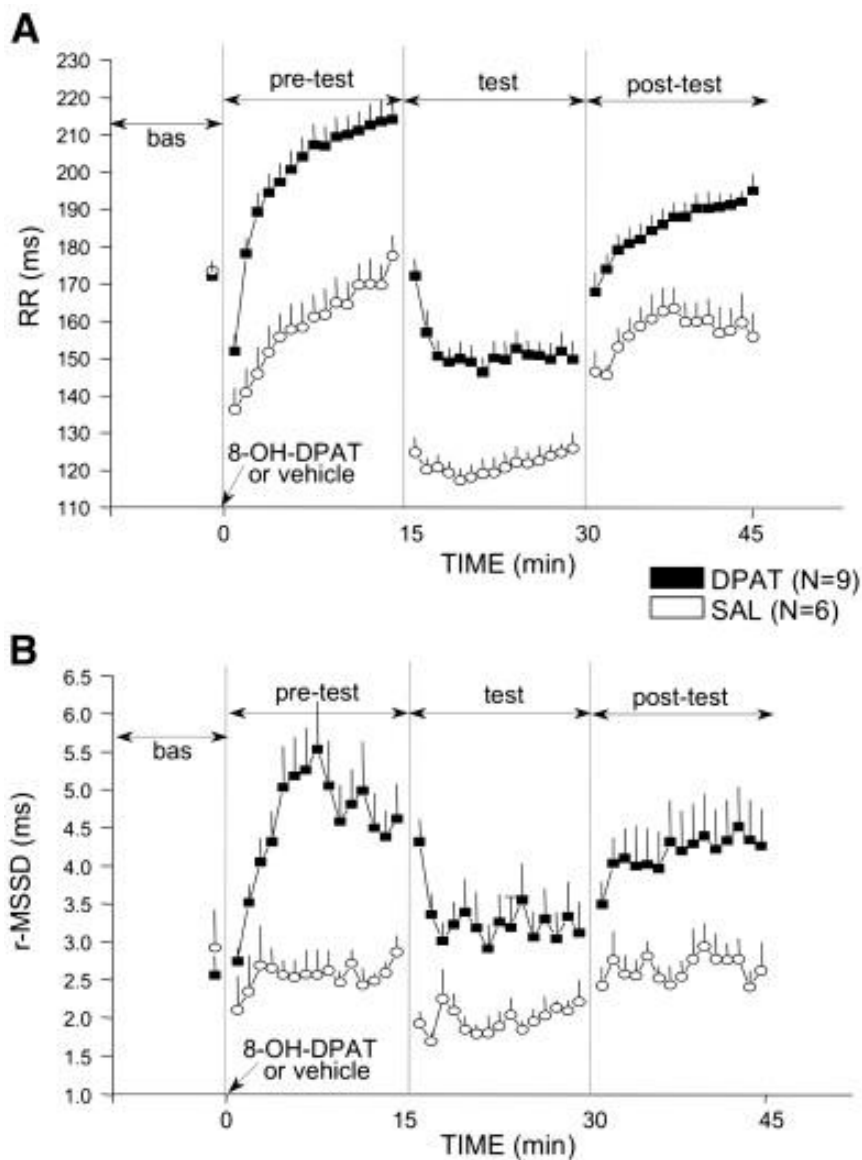 A
230
220
210
200
190
180
170
160
150
140
130
120
110
RR (ms)
bas
pre-test
test
post-test
8-OH-DPAT
or vehicle
0
15
30
45
TIME (min)
DPAT (N=9)
SAL (N=6)
B
6.5
6.0
5.5
5.0
4.5
4.0
3.5
3.0
2.5
2.0
1.5
1.0
r-MSSD (ms)
bas
pre-test
test
post-test
8-OH-DPAT
or vehicle
0
15
30
45
TIME (min)